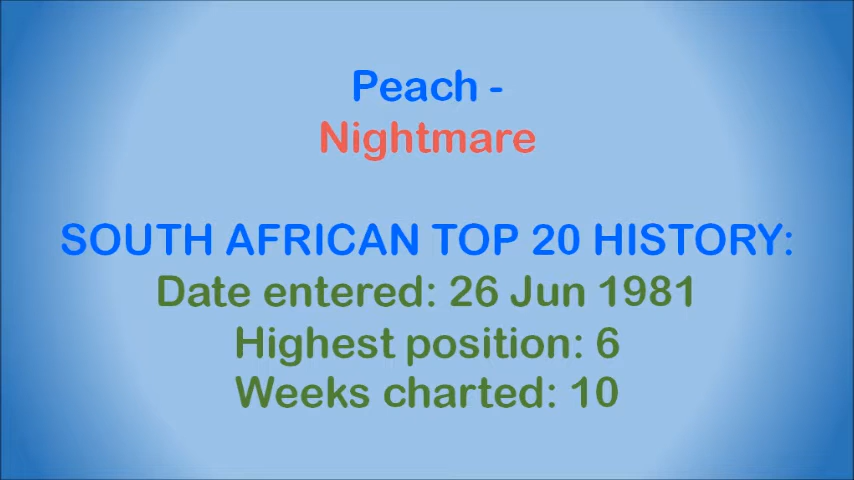 Peach -
Nightmare
SOUTH AFRICAN TOP 20 HISTORY:
Date entered: 26 Jun 1981
Highest position: 6
Weeks charted: 10